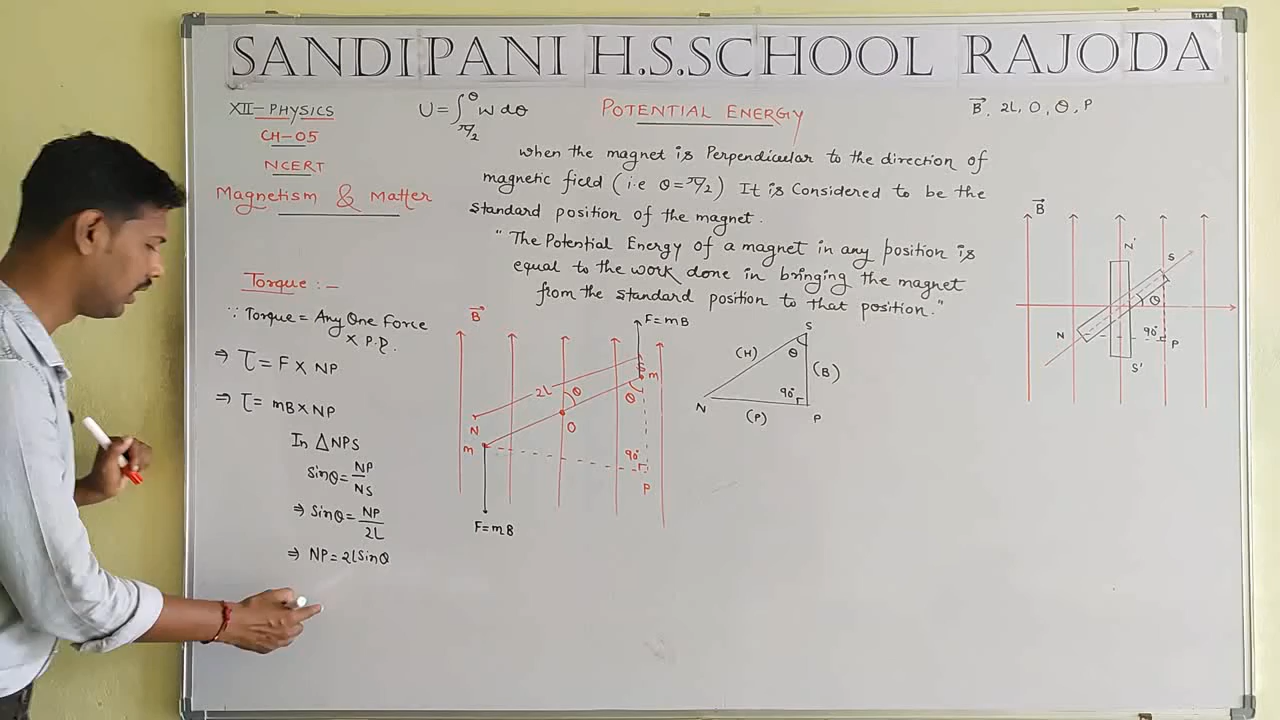 TITLE
SANDIPANI H.S.SCHOOL RAJODA
XII-PHYSICS
CH-05
NCERT
Magnetism & Matter
U = ∫π/2^θ W dθ
POTENTIAL ENERGY
B⃗, 2L, O, θ, P
when the magnet is Perpendicular to the direction of
magnetic field (i.e θ=π/2) It is Considered to be the
standard position of the magnet.
"The Potential Energy of a magnet in any position is
equal to the work done in bringing the magnet
from the standard position to that position."
Torque :-
∵ Torque = Any One Force
× P.D.
⇒ τ = F × NP
⇒ τ = mB × NP
In △NPS
Sinθ = NP/NS
⇒ Sinθ = NP/2L
⇒ NP = 2lSinθ
B⃗
F = mB
S
m
2L
θ
θ
O
N
m
90°
P
F = mB
S
θ
(H)
(B)
90°
N
(P)
P
B⃗
N'
S
θ
N
90°
P
S'